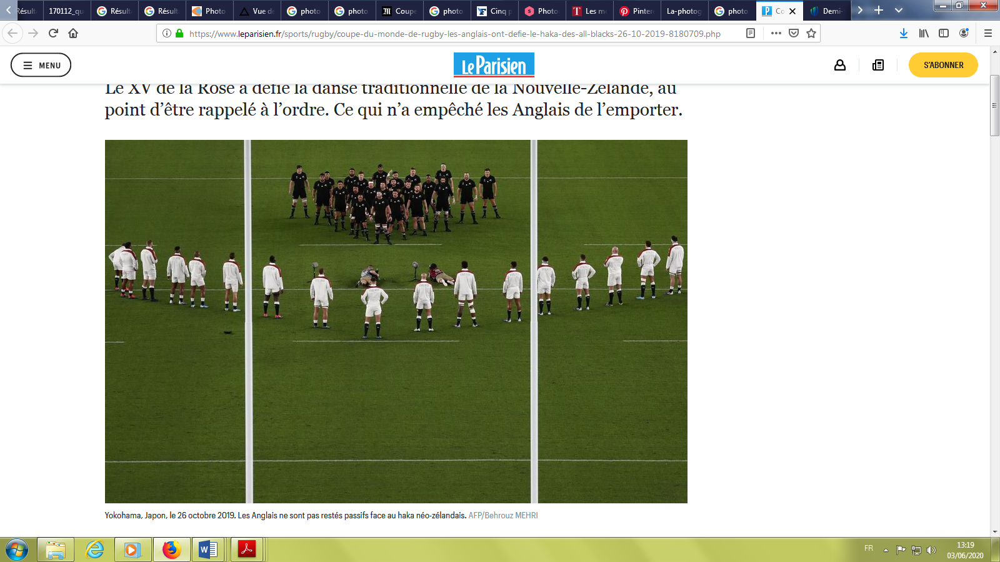 Résult
170112_qu
Résult
Résult
Photo
Vue de
photo
photo
Coupe
photo
Cinq p
Photo
Les me
Pinter
La-photog
photo
Co
Demi-
https://www.leparisien.fr/sports/rugby/coupe-du-monde-de-rugby-les-anglais-ont-defie-le-haka-des-all-blacks-26-10-2019-8180709.php
MENU
Le Parisien
S'ABONNER
Le XV de la Rose a défié la danse traditionnelle de la Nouvelle-Zélande, au
point d’être rappelé à l’ordre. Ce qui n’a empêché les Anglais de l’emporter.
Yokohama, Japon, le 26 octobre 2019. Les Anglais ne sont pas restés passifs face au haka néo-zélandais. AFP/Behrouz MEHRI
FR
13:19
03/06/2020